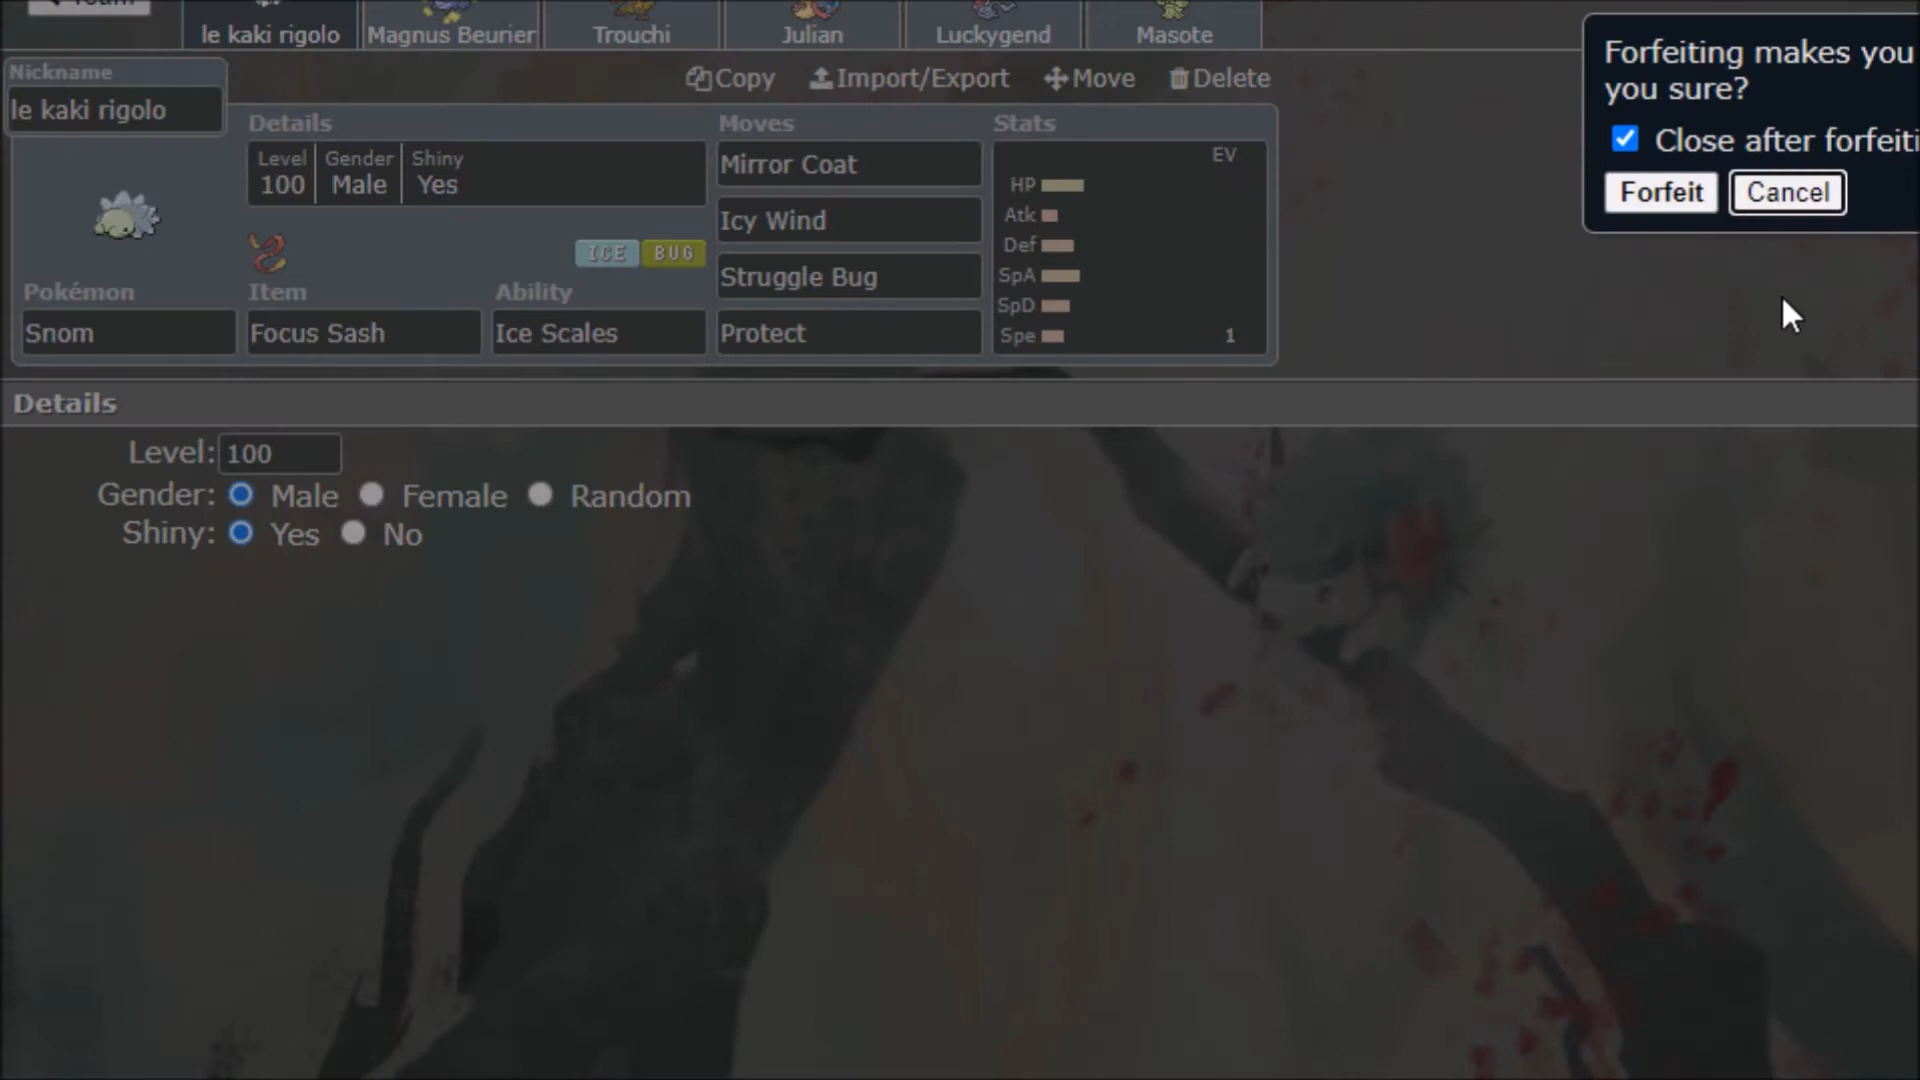 Team
le kaki rigolo
Magnus Beurier
Trouchi
Julian
Luckygend
Masote
Nickname
le kaki rigolo
Copy
Import/Export
Move
Delete
Details
Level Gender Shiny
100 Male Yes
ICE BUG
Pokémon
Snom
Item
Focus Sash
Ability
Ice Scales
Moves
Mirror Coat
Icy Wind
Struggle Bug
Protect
Stats
EV
HP
Atk
Def
SpA
SpD
Spe 1
Forfeiting makes you
you sure?
Close after forfeiti
Forfeit Cancel
Details
Level: 100
Gender: Male Female Random
Shiny: Yes No